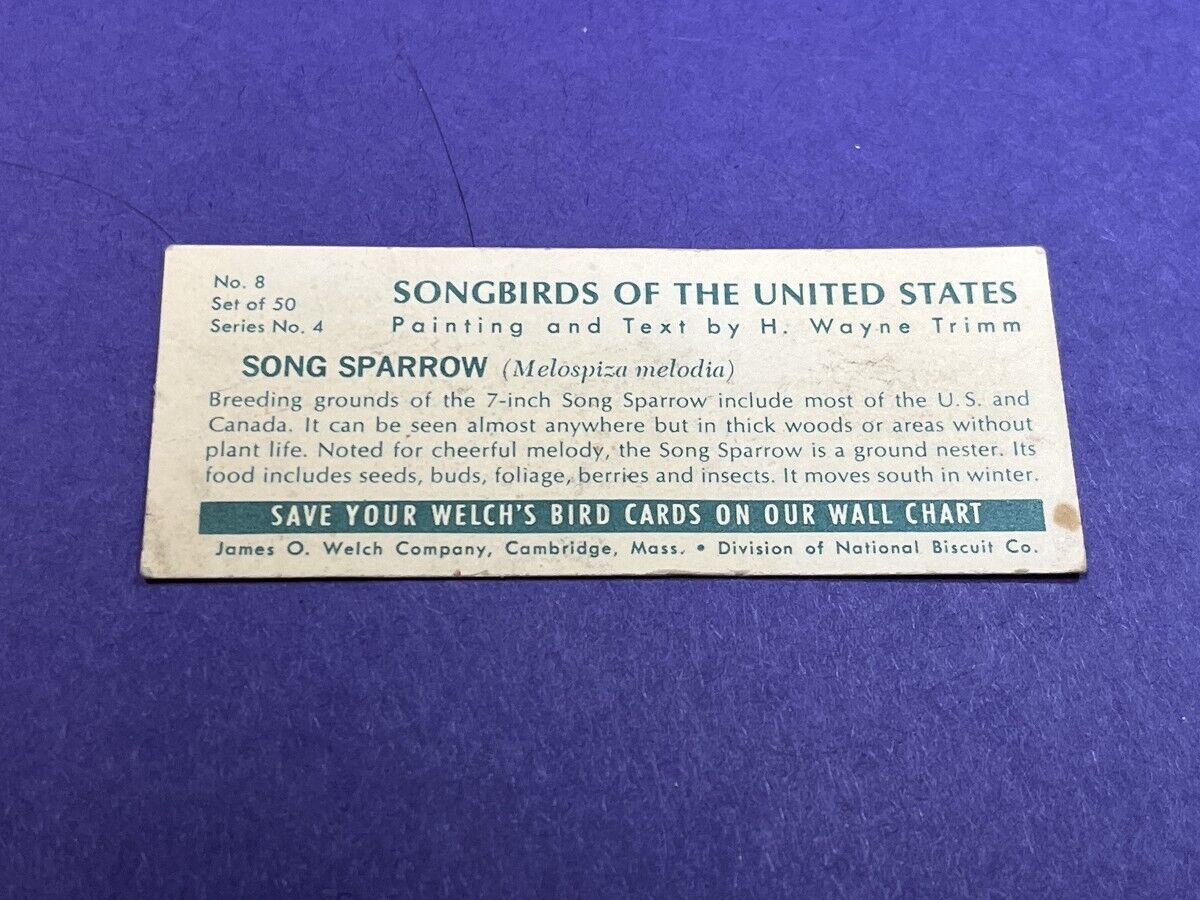 No. 8
Set of 50
Series No. 4
SONGBIRDS OF THE UNITED STATES
Painting and Text by H. Wayne Trimm
SONG SPARROW (Melospiza melodia)
Breeding grounds of the 7-inch Song Sparrow include most of the U.S. and
Canada. It can be seen almost anywhere but in thick woods or areas without
plant life. Noted for cheerful melody, the Song Sparrow is a ground nester. Its
food includes seeds, buds, foliage, berries and insects. It moves south in winter.
SAVE YOUR WELCH'S BIRD CARDS ON OUR WALL CHART
James O. Welch Company, Cambridge, Mass. • Division of National Biscuit Co.